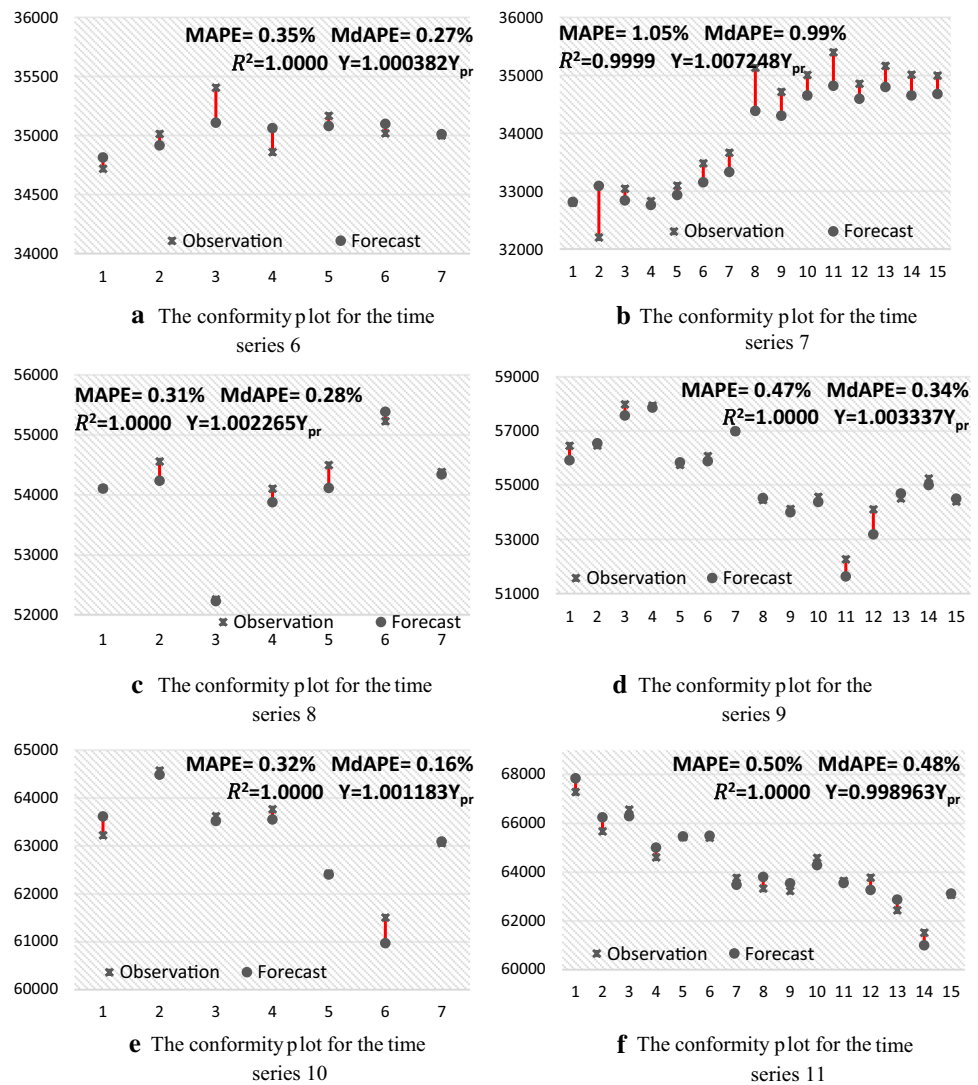 36000
35500
35000
34500
34000
MAPE= 0.35% MdAPE= 0.27%
R²=1.0000 Y=1.000382Ypr
Observation Forecast
1 2 3 4 5 6 7
a The conformity plot for the time
series 6
36000
35000
34000
33000
32000
MAPE= 1.05% MdAPE= 0.99%
R²=0.9999 Y=1.007248Ypr
Observation Forecast
1 2 3 4 5 6 7 8 9 10 11 12 13 14 15
b The conformity plot for the time
series 7
56000
55000
54000
53000
52000
MAPE= 0.31% MdAPE= 0.28%
R²=1.0000 Y=1.002265Ypr
Observation Forecast
1 2 3 4 5 6 7
c The conformity plot for the time
series 8
59000
57000
55000
53000
51000
MAPE= 0.47% MdAPE= 0.34%
R²=1.0000 Y=1.003337Ypr
Observation Forecast
1 2 3 4 5 6 7 8 9 10 11 12 13 14 15
d The conformity plot for the
series 9
65000
64000
63000
62000
61000
60000
MAPE= 0.32% MdAPE= 0.16%
R²=1.0000 Y=1.001183Ypr
Observation Forecast
1 2 3 4 5 6 7
e The conformity plot for the time
series 10
68000
66000
64000
62000
60000
MAPE= 0.50% MdAPE= 0.48%
R²=1.0000 Y=0.998963Ypr
Observation Forecast
1 2 3 4 5 6 7 8 9 10 11 12 13 14 15
f The conformity plot for the time
series 11